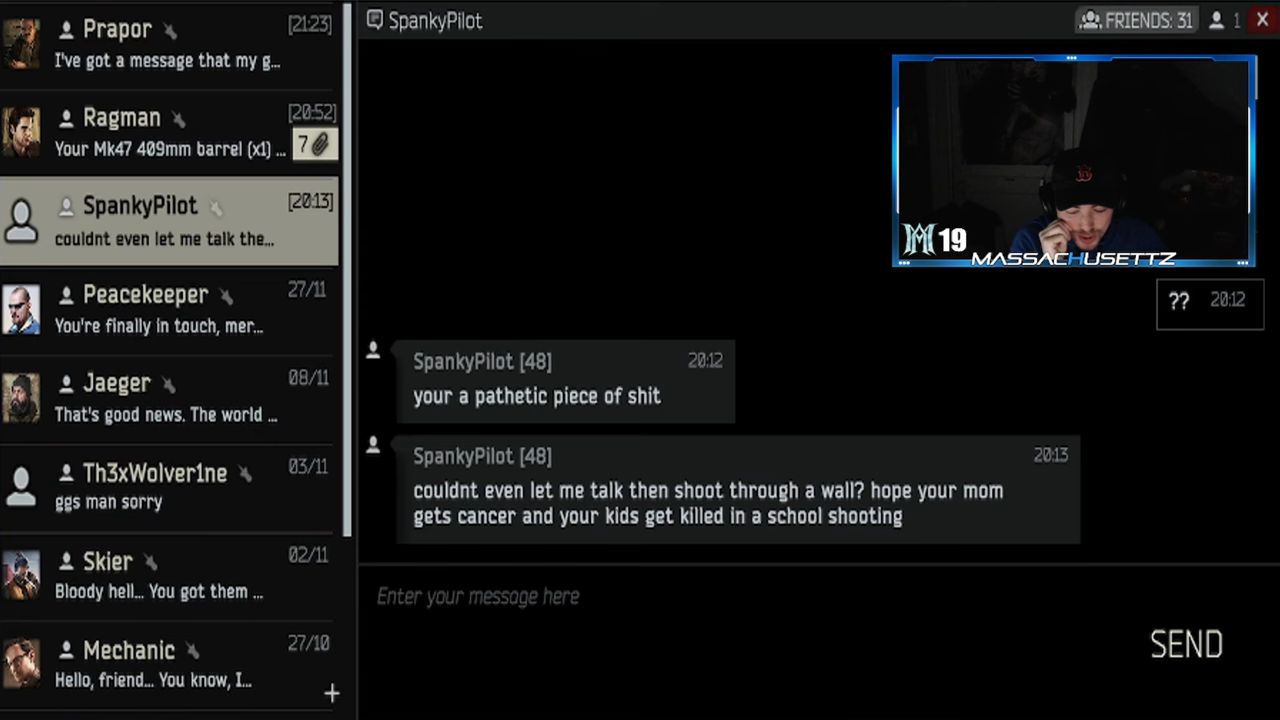 Prapor
[21:23]
I've got a message that my g...
Ragman
[20:52]
Your Mk47 409mm barrel (x1) ...
7
SpankyPilot
[20:13]
couldnt even let me talk the...
Peacekeeper
27/11
You're finally in touch, mer...
Jaeger
08/11
That's good news. The world ...
Th3xWolver1ne
03/11
ggs man sorry
Skier
02/11
Bloody hell... You got them ...
Mechanic
27/10
Hello, friend... You know, I...
+
SpankyPilot
FRIENDS: 31
1
X
19
MASSACHUSETTZ
?? 20:12
SpankyPilot [48] 20:12
your a pathetic piece of shit
SpankyPilot [48] 20:13
couldnt even let me talk then shoot through a wall? hope your mom
gets cancer and your kids get killed in a school shooting
Enter your message here
SEND